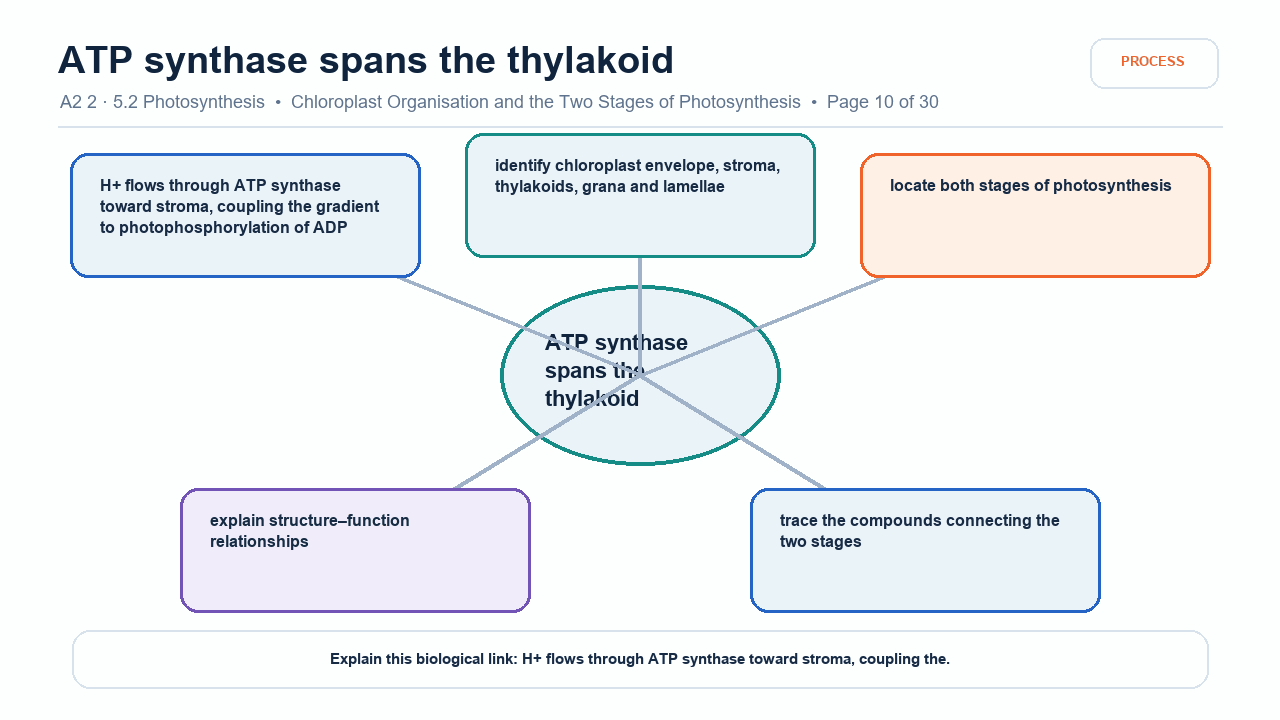 ATP synthase spans the thylakoid
PROCESS
A2 2 · 5.2 Photosynthesis • Chloroplast Organisation and the Two Stages of Photosynthesis • Page 10 of 30
H+ flows through ATP synthase
toward stroma, coupling the gradient
to photophosphorylation of ADP
identify chloroplast envelope, stroma,
thylakoids, grana and lamellae
locate both stages of photosynthesis
ATP synthase
spans the
thylakoid
explain structure–function
relationships
trace the compounds connecting the
two stages
Explain this biological link: H+ flows through ATP synthase toward stroma, coupling the.